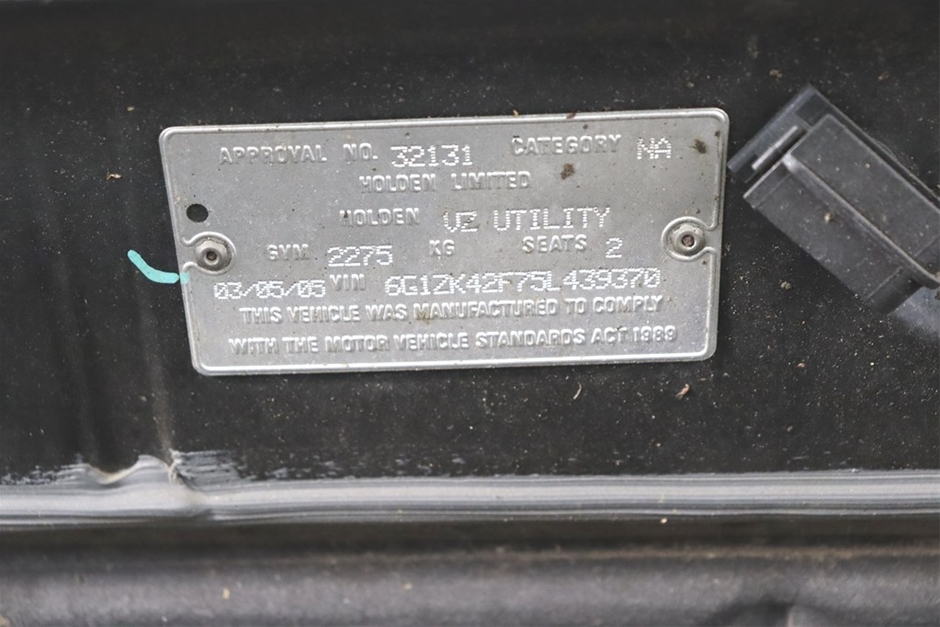 APPROVAL NO. 32131 CATEGORY NA
HOLDEN LIMITED
HOLDEN VZ UTILITY
GVM 2275 KG SEATS 2
03/05/05 VIN 6G1ZK42F75L439370
THIS VEHICLE WAS MANUFACTURED TO COMPLY
WITH THE MOTOR VEHICLE STANDARDS ACT 1989